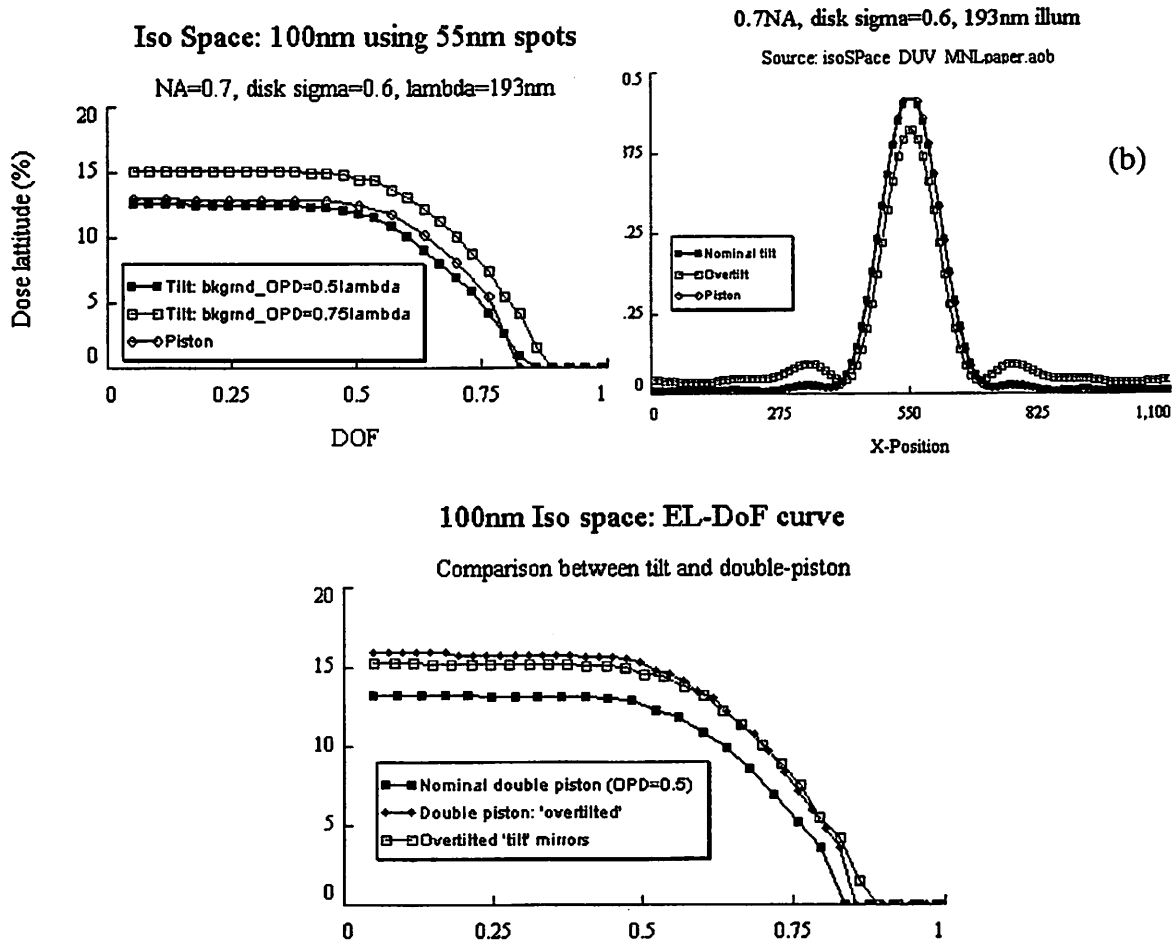 Iso Space: 100nm using 55nm spots
NA=0.7, disk sigma=0.6, lambda=193nm
Dose lattitude (%)
20
15
10
5
0
Tilt: bkgrnd_OPD=0.5lambda
Tilt: bkgrnd_OPD=0.75lambda
Piston
0
0.25
0.5
0.75
1
DOF
0.7NA, disk sigma=0.6, 193nm illum
Source: isoSPace_DUV_MNLpaper.aob
0.5
375
.25
.25
0
(b)
Nominal tilt
Overtilt
Piston
0
275
550
825
1,100
X-Position
100nm Iso space: EL-DoF curve
Comparison between tilt and double-piston
20
15
10
5
0
Nominal double piston (OPD=0.5)
Double piston: 'overtilted'
Overtilted 'tilt' mirrors
0
0.25
0.5
0.75
1